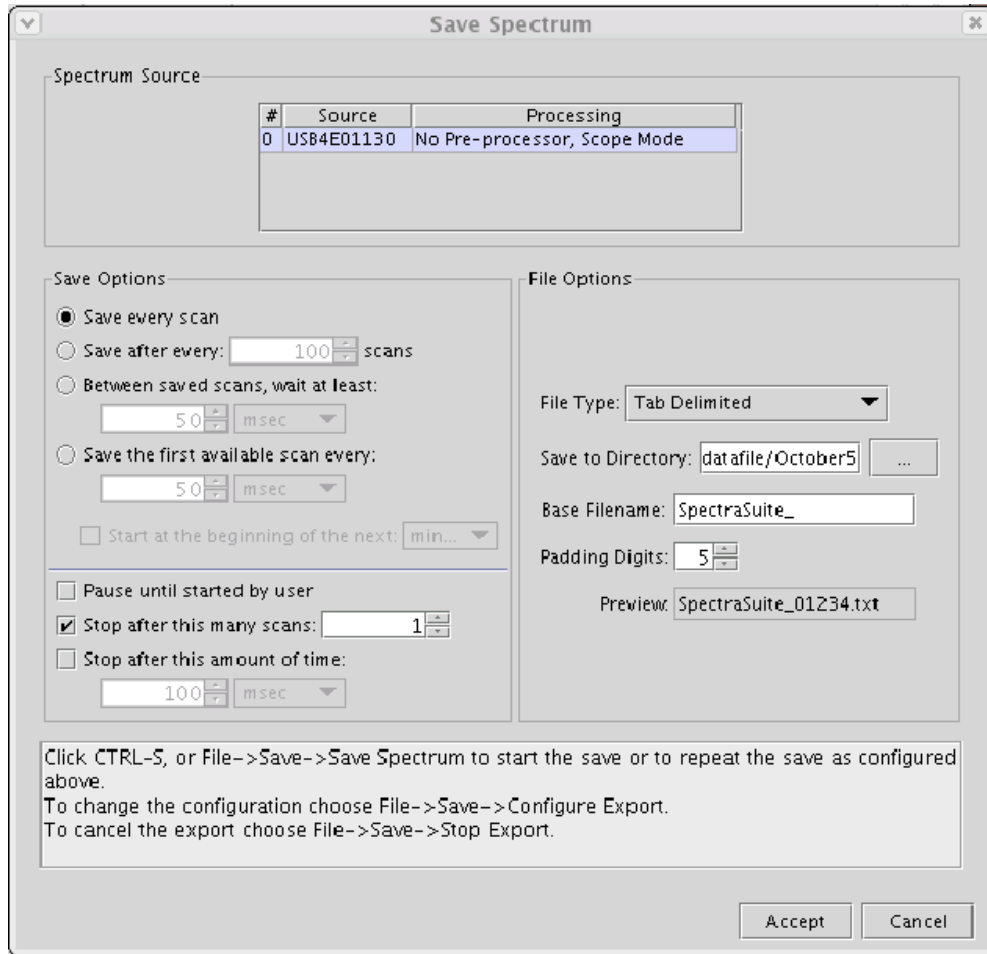 Save Spectrum
Spectrum Source
# Source Processing
0 USB4E01130 No Pre-processor, Scope Mode
Save Options
Save every scan
Save after every: 100 scans
Between saved scans, wait at least:
50 msec
Save the first available scan every:
50 msec
Start at the beginning of the next: min...
Pause until started by user
Stop after this many scans: 1
Stop after this amount of time:
100 msec
File Options
File Type: Tab Delimited
Save to Directory: datafile/October5 ...
Base Filename: SpectraSuite_
Padding Digits: 5
Preview: SpectraSuite_01234.txt
Click CTRL-S, or File->Save->Save Spectrum to start the save or to repeat the save as configured
above.
To change the configuration choose File->Save->Configure Export.
To cancel the export choose File->Save->Stop Export.
Accept Cancel